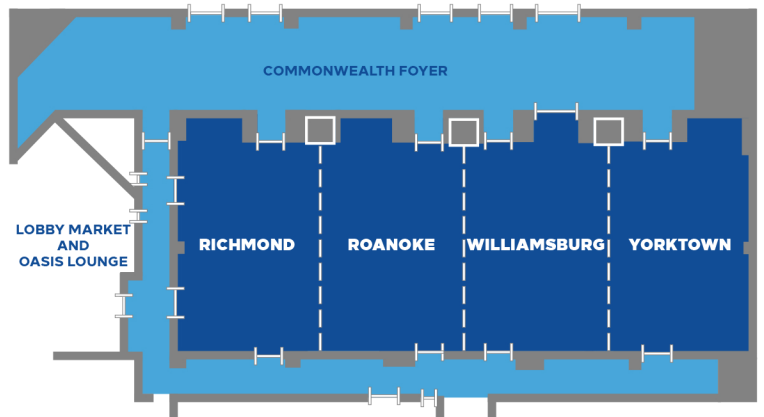 COMMONWEALTH FOYER
LOBBY MARKET
AND
OASIS LOUNGE
RICHMOND
ROANOKE
WILLIAMSBURG
YORKTOWN